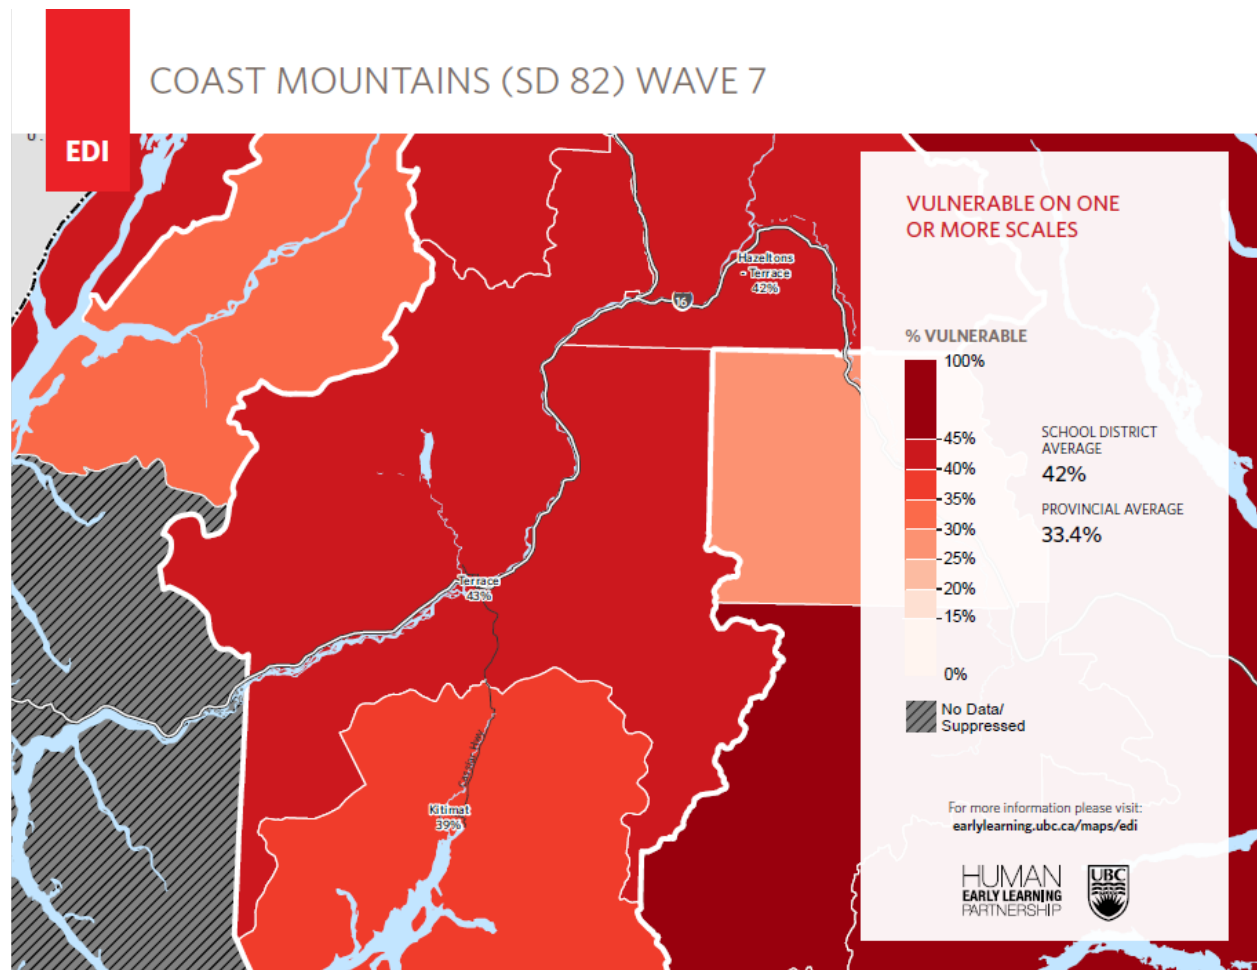 COAST MOUNTAINS (SD 82) WAVE 7
EDI
VULNERABLE ON ONE
OR MORE SCALES
% VULNERABLE
100%
45%
40%
35%
30%
25%
20%
15%
0%
SCHOOL DISTRICT
AVERAGE
42%
PROVINCIAL AVERAGE
33.4%
No Data/
Suppressed
For more information please visit:
earlylearning.ubc.ca/maps/edi
HUMAN
EARLY LEARNING
PARTNERSHIP
UBC
Hazeltons
- Terrace
42%
16
Terrace
43%
Cassiar Hwy
Kitimat
39%